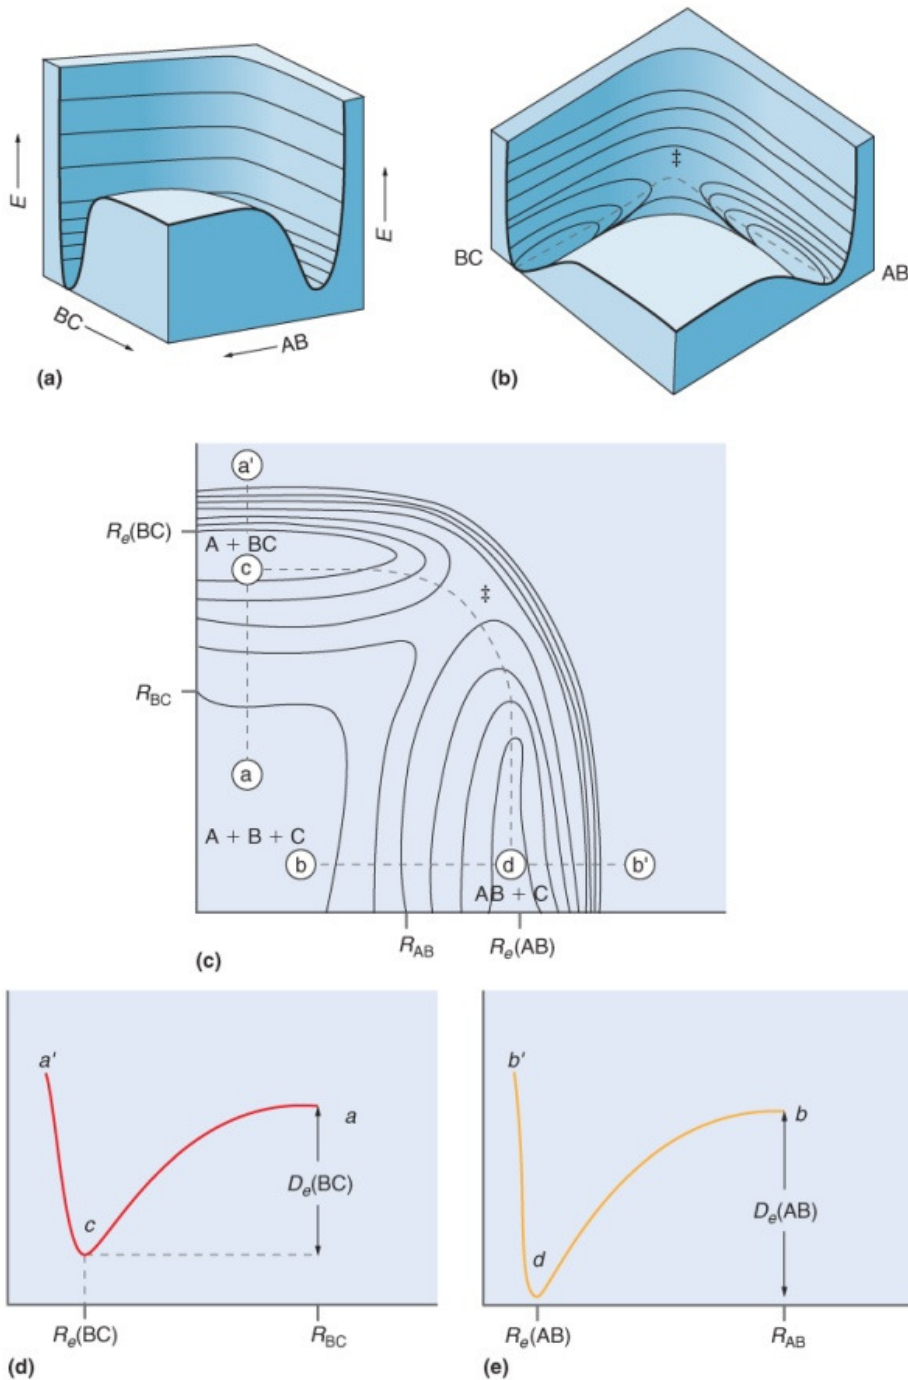 E
E
BC
AB
(a)
‡
BC
AB
(b)
a'
Re(BC)
A + BC
c
‡
RBC
a
A + B + C
b
d
b'
AB + C
RAB
Re(AB)
(c)
a'
a
De(BC)
c
Re(BC)
RBC
(d)
b'
b
De(AB)
d
Re(AB)
RAB
(e)